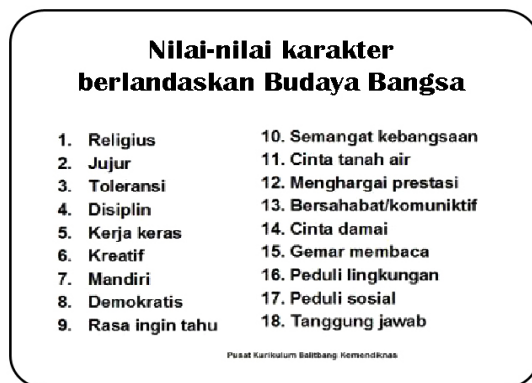 Nilai-nilai karakter
berlandaskan Budaya Bangsa
1. Religius
2. Jujur
3. Toleransi
4. Disiplin
5. Kerja keras
6. Kreatif
7. Mandiri
8. Demokratis
9. Rasa ingin tahu
10. Semangat kebangsaan
11. Cinta tanah air
12. Menghargai prestasi
13. Bersahabat/komuniktif
14. Cinta damai
15. Gemar membaca
16. Peduli lingkungan
17. Peduli sosial
18. Tanggung jawab
Pusat Kurikulum Balitbang Kemendiknas